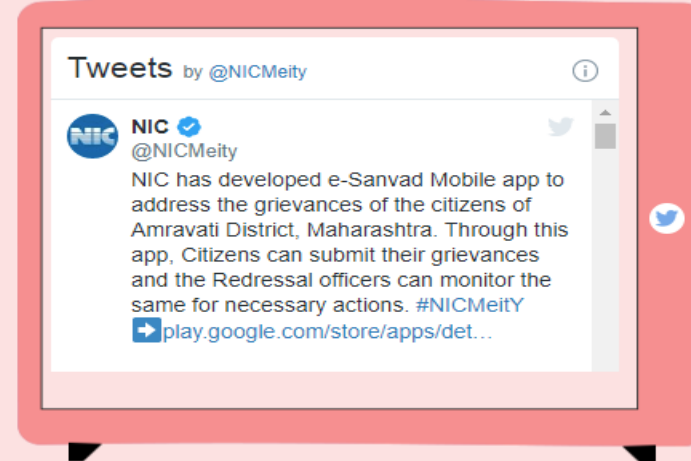 Tweets by @NICMeity
NIC
NIC
@NICMeity
NIC has developed e-Sanvad Mobile app to
address the grievances of the citizens of
Amravati District, Maharashtra. Through this
app, Citizens can submit their grievances
and the Redressal officers can monitor the
same for necessary actions. #NICMeitY
play.google.com/store/apps/det…